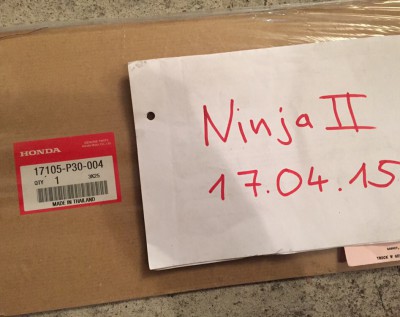 HONDA
17105-P30-004
QTY 1
MADE IN THAILAND
Ninja II
17.04.15